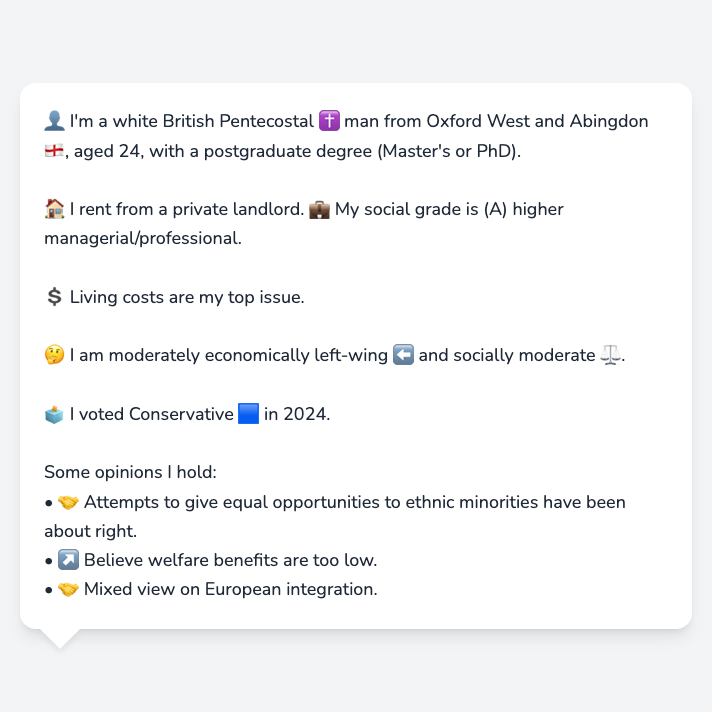 👤 I'm a white British Pentecostal ✝️ man from Oxford West and Abingdon
🏴󠁧󠁢󠁥󠁮󠁧󠁿, aged 24, with a postgraduate degree (Master's or PhD).
🏠 I rent from a private landlord. 💼 My social grade is (A) higher
managerial/professional.
💲 Living costs are my top issue.
🤔 I am moderately economically left-wing ⬅️ and socially moderate ⚖️.
🗳️ I voted Conservative 🟦 in 2024.
Some opinions I hold:
• 🤝 Attempts to give equal opportunities to ethnic minorities have been
about right.
• ↗️ Believe welfare benefits are too low.
• 🤝 Mixed view on European integration.